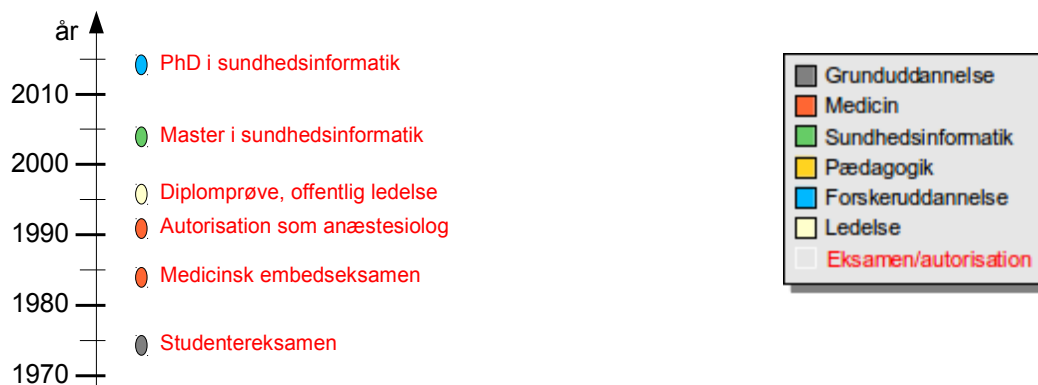 år
PhD i sundhedsinformatik
2010
Master i sundhedsinformatik
2000
Diplomprøve, offentlig ledelse
Autorisation som anæstesiolog
1990
Medicinsk embedseksamen
1980
Studentereksamen
1970
Grunduddannelse
Medicin
Sundhedsinformatik
Pædagogik
Forskeruddannelse
Ledelse
Eksamen/autorisation